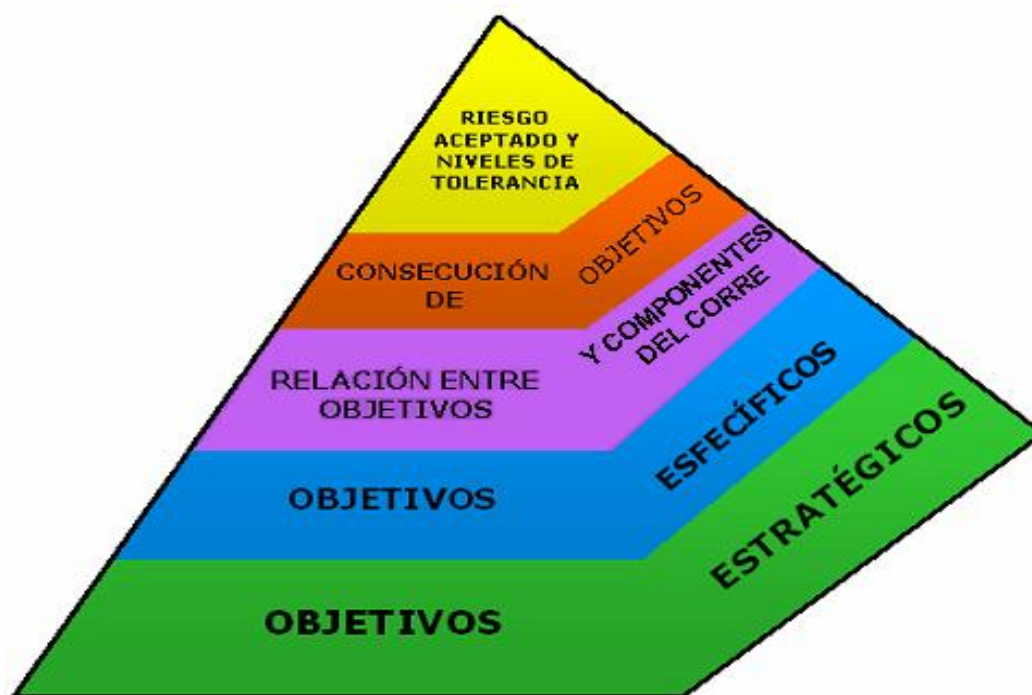 RIESGO
ACEPTADO Y
NIVELES DE
TOLERANCIA
CONSECUCIÓN
DE
OBJETIVOS
RELACIÓN ENTRE
OBJETIVOS
Y COMPONENTES
DEL CORRE
OBJETIVOS
ESFECÍFICOS
OBJETIVOS
ESTRATÉGICOS